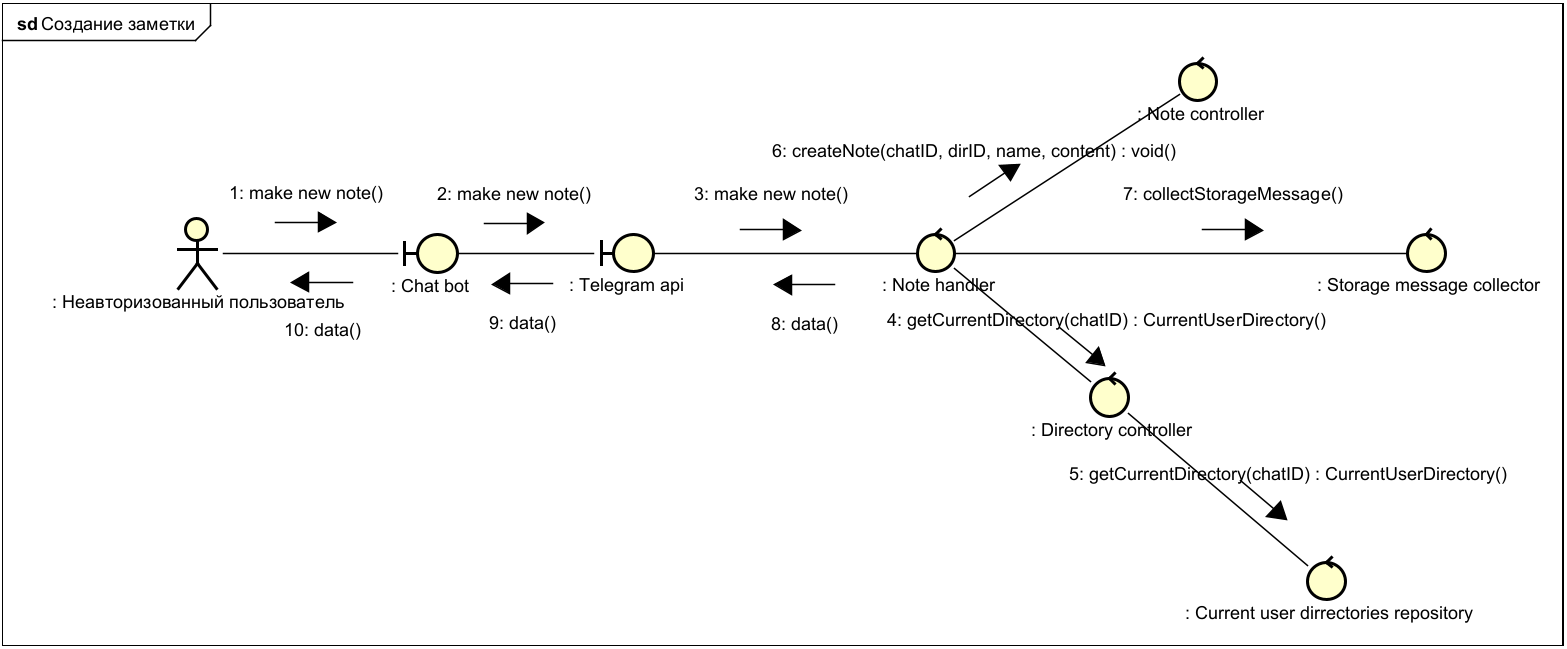 sd Создание заметки
: Note controller
6: createNote(chatID, dirID, name, content) : void()
1: make new note()
2: make new note()
3: make new note()
7: collectStorageMessage()
: Неавторизованный пользователь
: Chat bot
: Telegram api
: Note handler
: Storage message collector
10: data()
9: data()
8: data()
4: getCurrentDirectory(chatID) : CurrentUserDirectory()
: Directory controller
5: getCurrentDirectory(chatID) : CurrentUserDirectory()
: Current user dirrectories repository